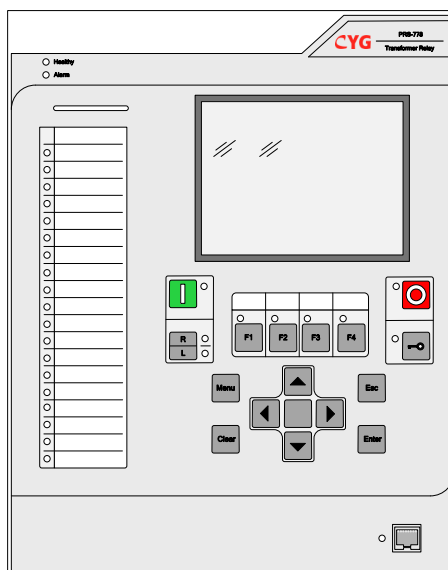 CYG
PRS-778
Transformer Relay
Healthy
Alarm
R
L
F1
F2
F3
F4
Menu
Esc
Clear
Enter